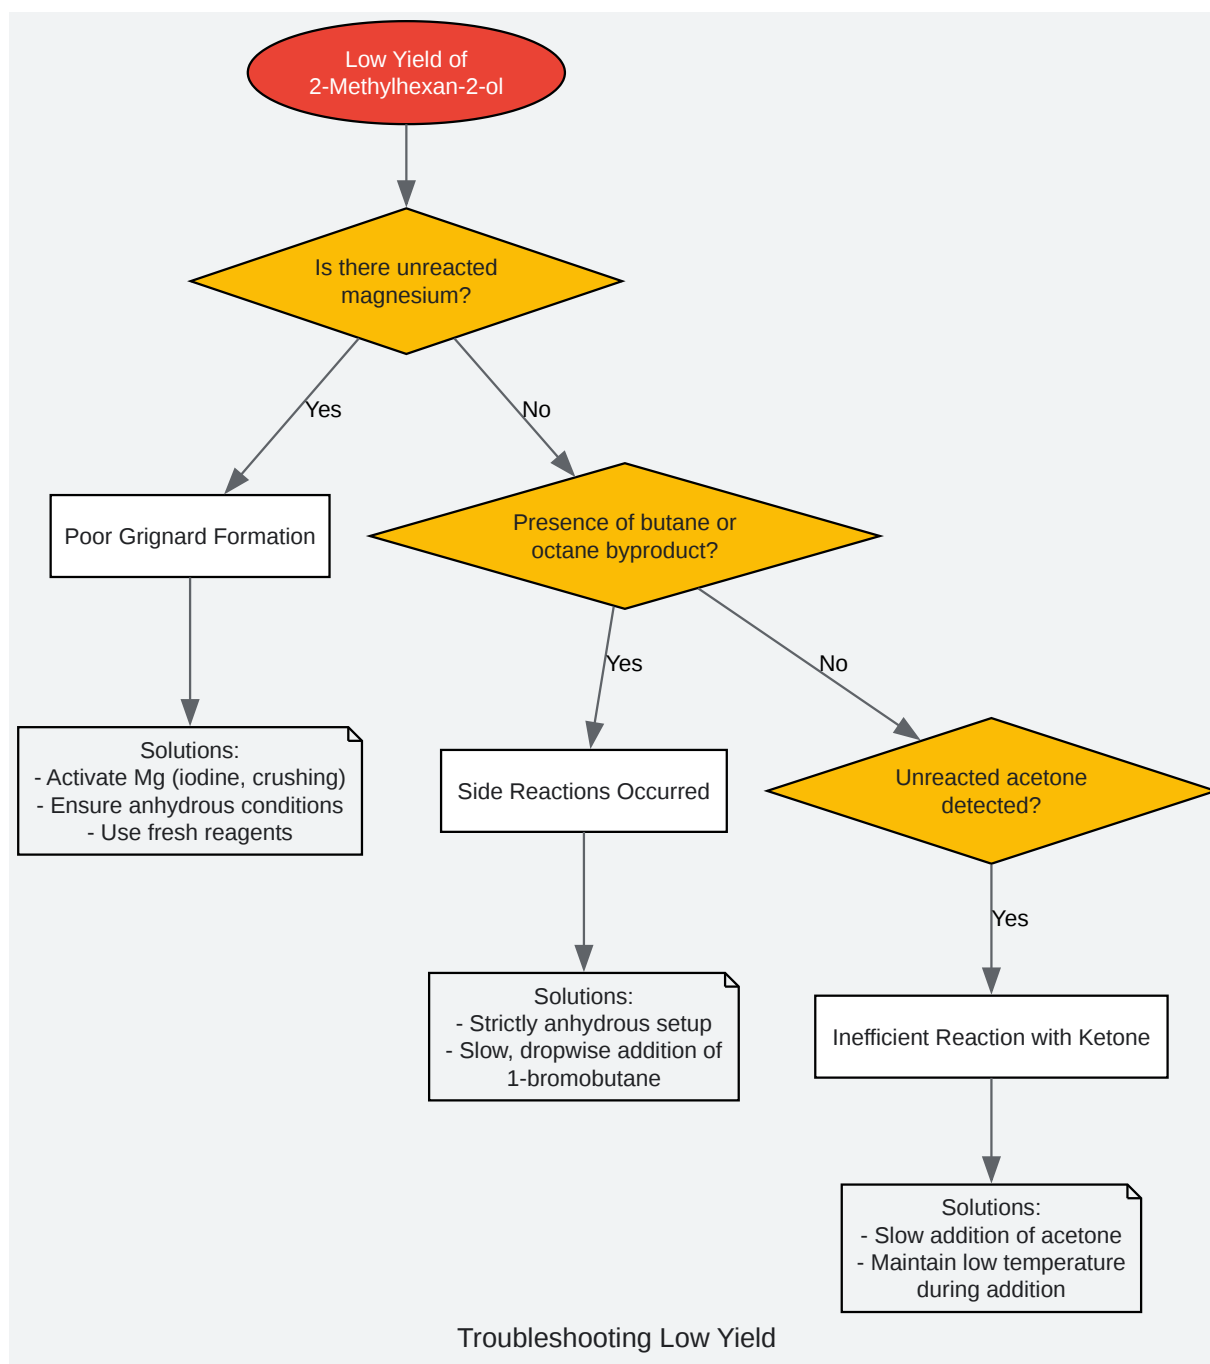 Low Yield of
2-Methylhexan-2-ol
Is there unreacted
magnesium?
Yes
No
Poor Grignard Formation
Presence of butane or
octane byproduct?
Yes
No
Solutions:
- Activate Mg (iodine, crushing)
- Ensure anhydrous conditions
- Use fresh reagents
Side Reactions Occurred
Unreacted acetone
detected?
Yes
Solutions:
- Strictly anhydrous setup
- Slow, dropwise addition of
1-bromobutane
Inefficient Reaction with Ketone
Solutions:
- Slow addition of acetone
- Maintain low temperature
during addition
Troubleshooting Low Yield